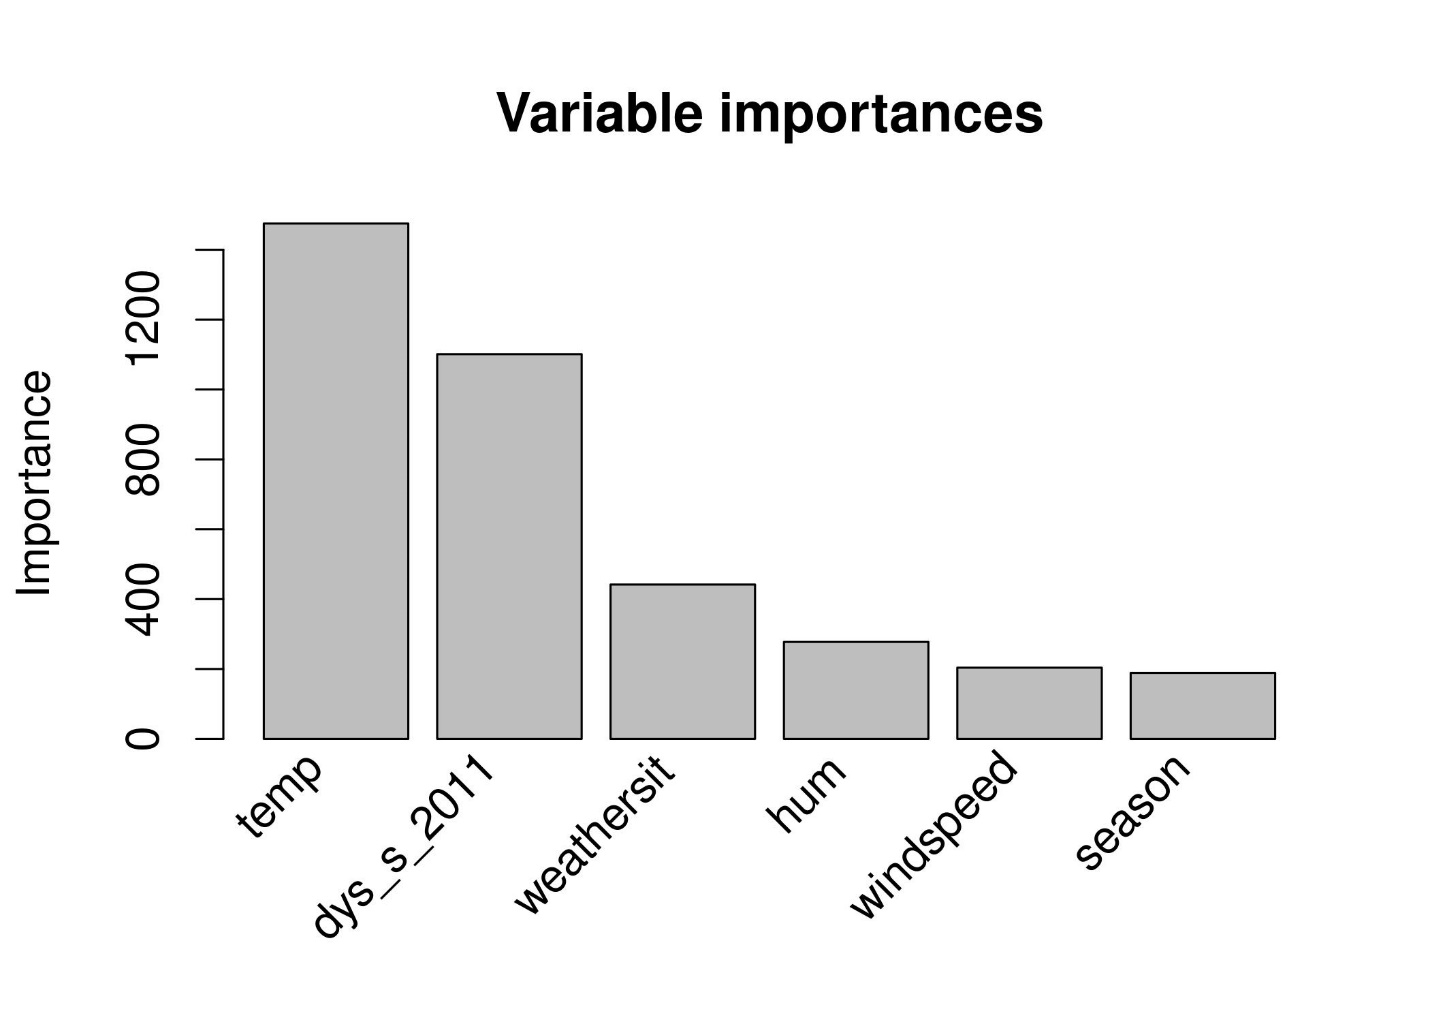 Variable importances
Importance
1200
800
400
0
temp
dys_s_2011
weathersit
hum
windspeed
season